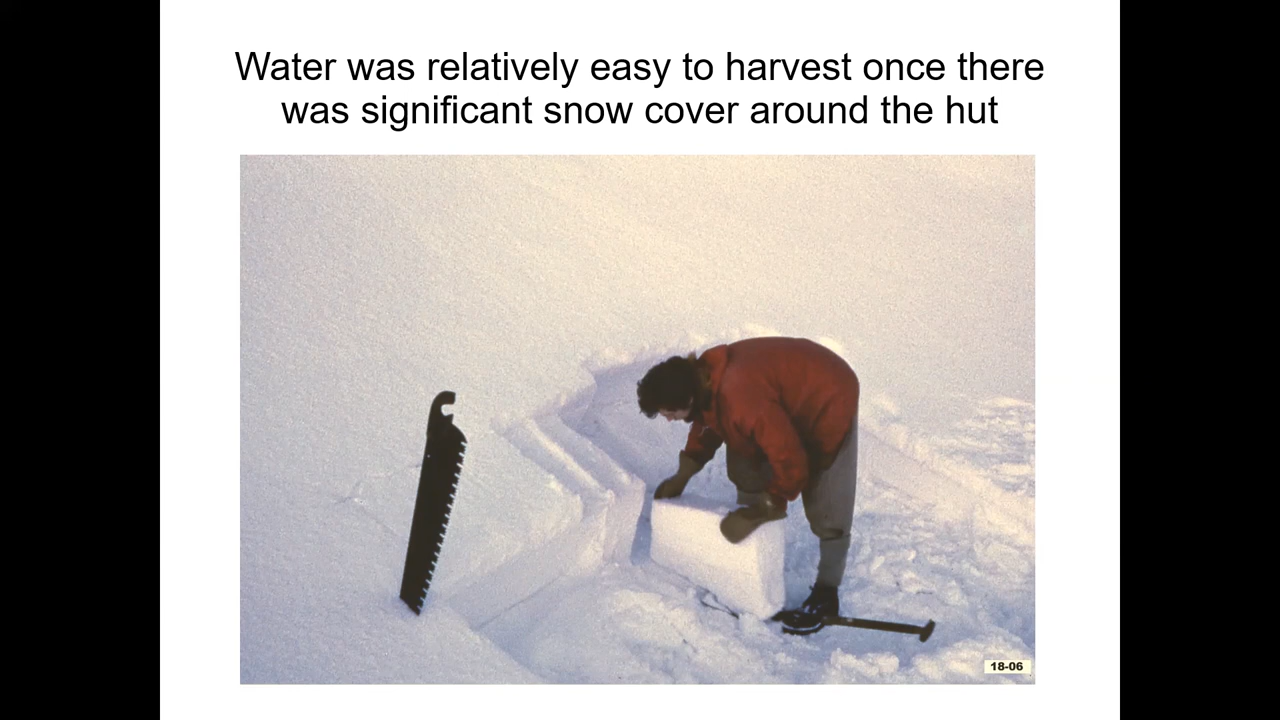 Water was relatively easy to harvest once there
was significant snow cover around the hut
18-06